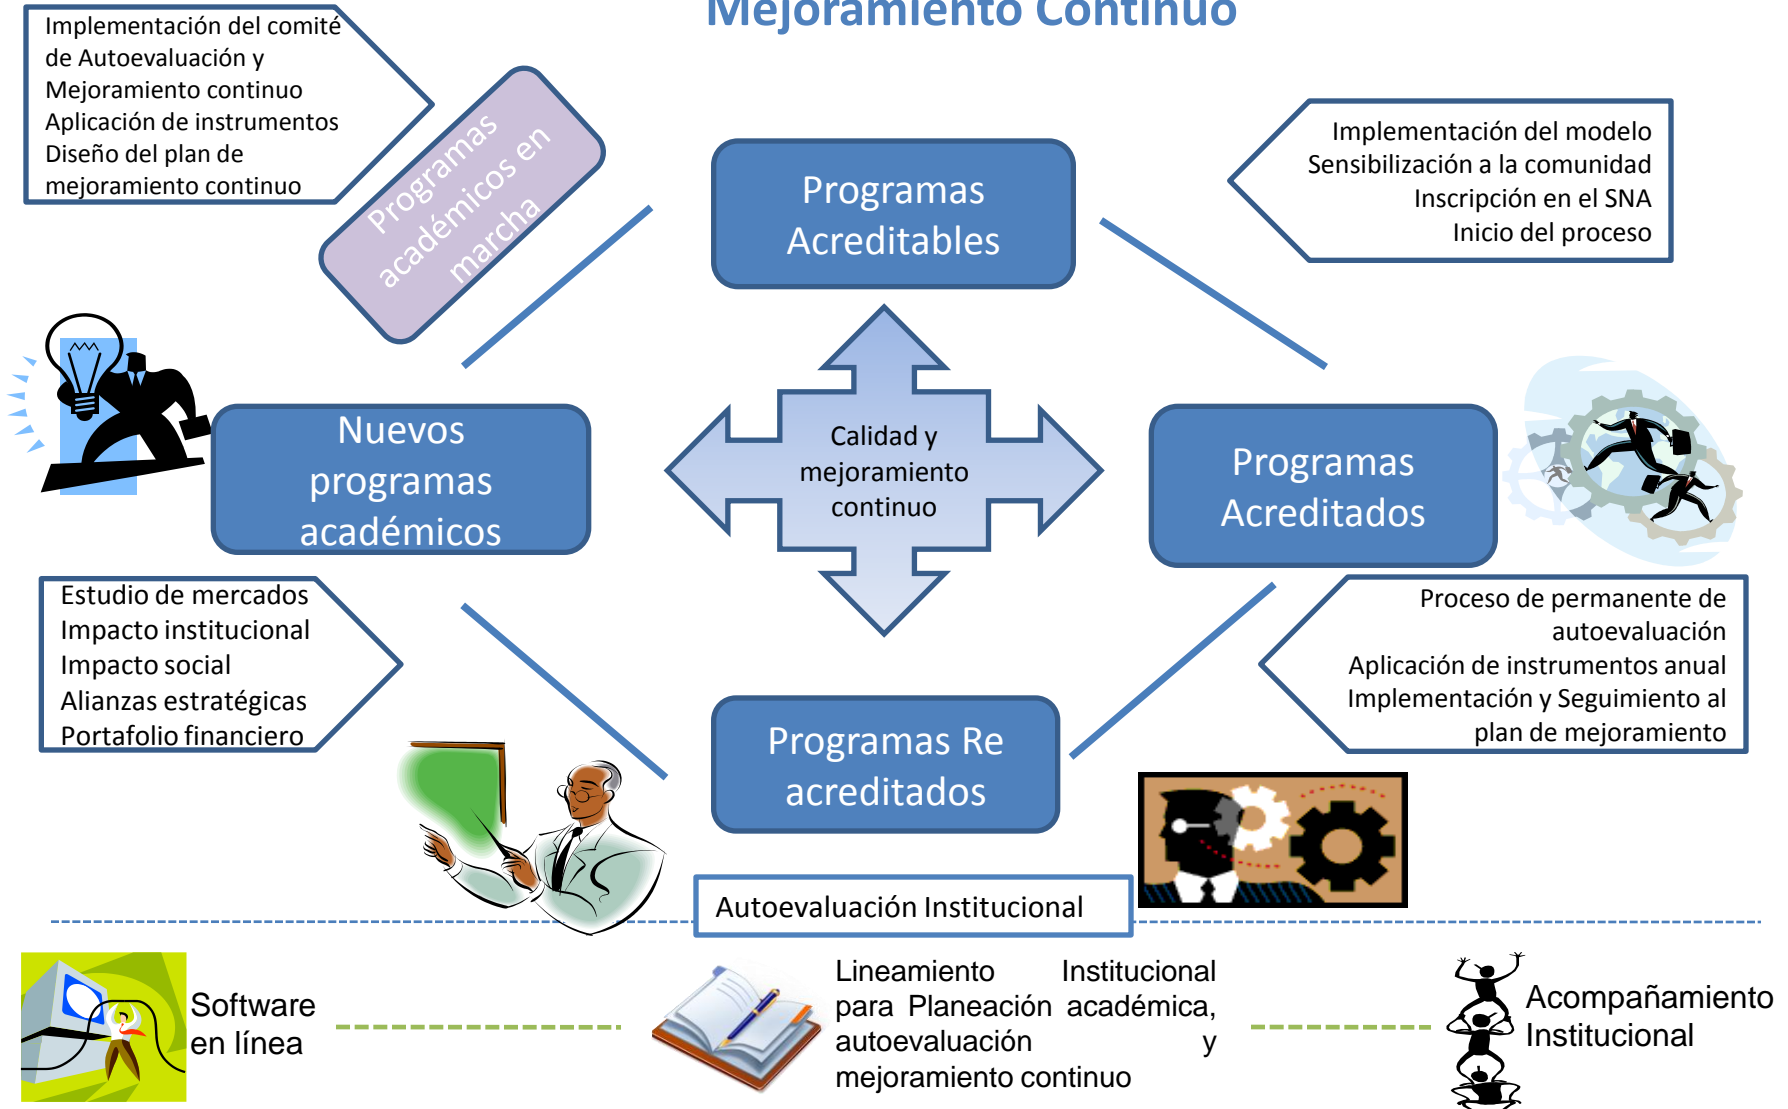 Mejoramiento Continuo
Implementación del comité
de Autoevaluación y
Mejoramiento continuo
Aplicación de instrumentos
Diseño del plan de
mejoramiento continuo
Programas
académicos en
marcha
Programas
Acreditables
Implementación del modelo
Sensibilización a la comunidad
Inscripción en el SNA
Inicio del proceso
Nuevos
programas
académicos
Calidad y
mejoramiento
continuo
Programas
Acreditados
Estudio de mercados
Impacto institucional
Impacto social
Alianzas estratégicas
Portafolio financiero
Proceso de permanente de
autoevaluación
Aplicación de instrumentos anual
Implementación y Seguimiento al
plan de mejoramiento
Programas Re
acreditados
Autoevaluación Institucional
Software
en línea
Lineamiento Institucional
para Planeación académica,
autoevaluación y
mejoramiento continuo
Acompañamiento
Institucional